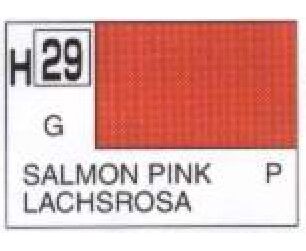 H 29
G
SALMON PINK P
LACHSROSA